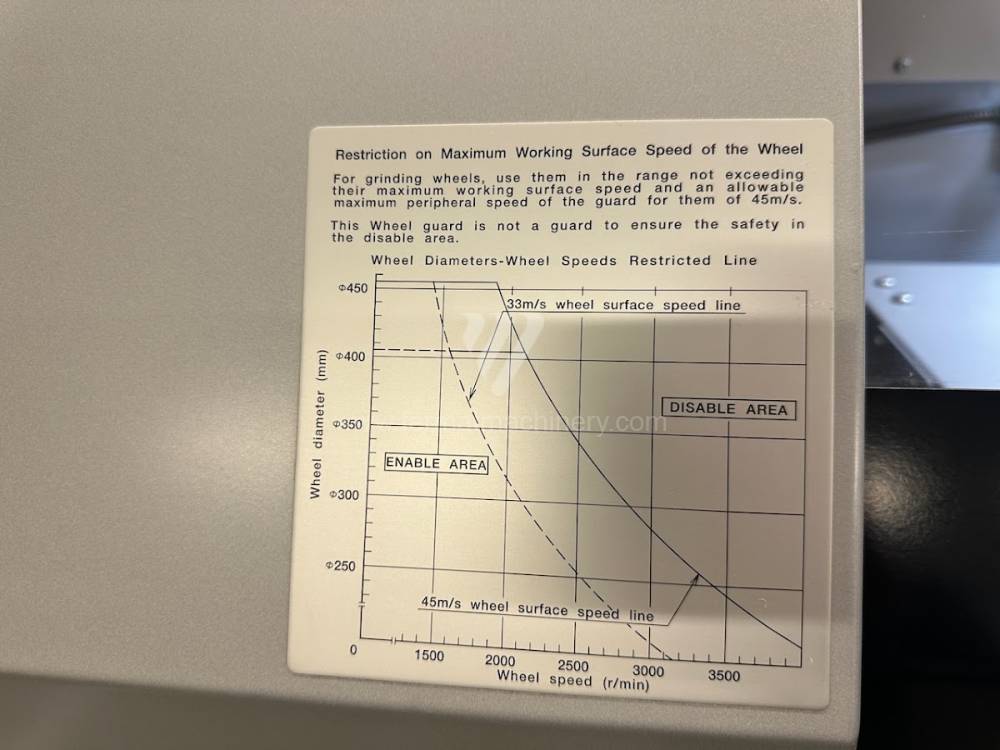 Restriction on Maximum Working Surface Speed of the Wheel
For grinding wheels, use them in the range not exceeding
their maximum working surface speed and an allowable
maximum peripheral speed of the guard for them of 45m/s.
This Wheel guard is not a guard to ensure the safety in
the disable area.
Wheel Diameters-Wheel Speeds Restricted Line
Φ450
33m/s wheel surface speed line
Φ400
DISABLE AREA
Φ350
machinery.com
ENABLE AREA
Wheel diameter (mm)
Φ300
Φ250
45m/s wheel surface speed line
0 1500 2000 2500 3000 3500
Wheel speed (r/min)